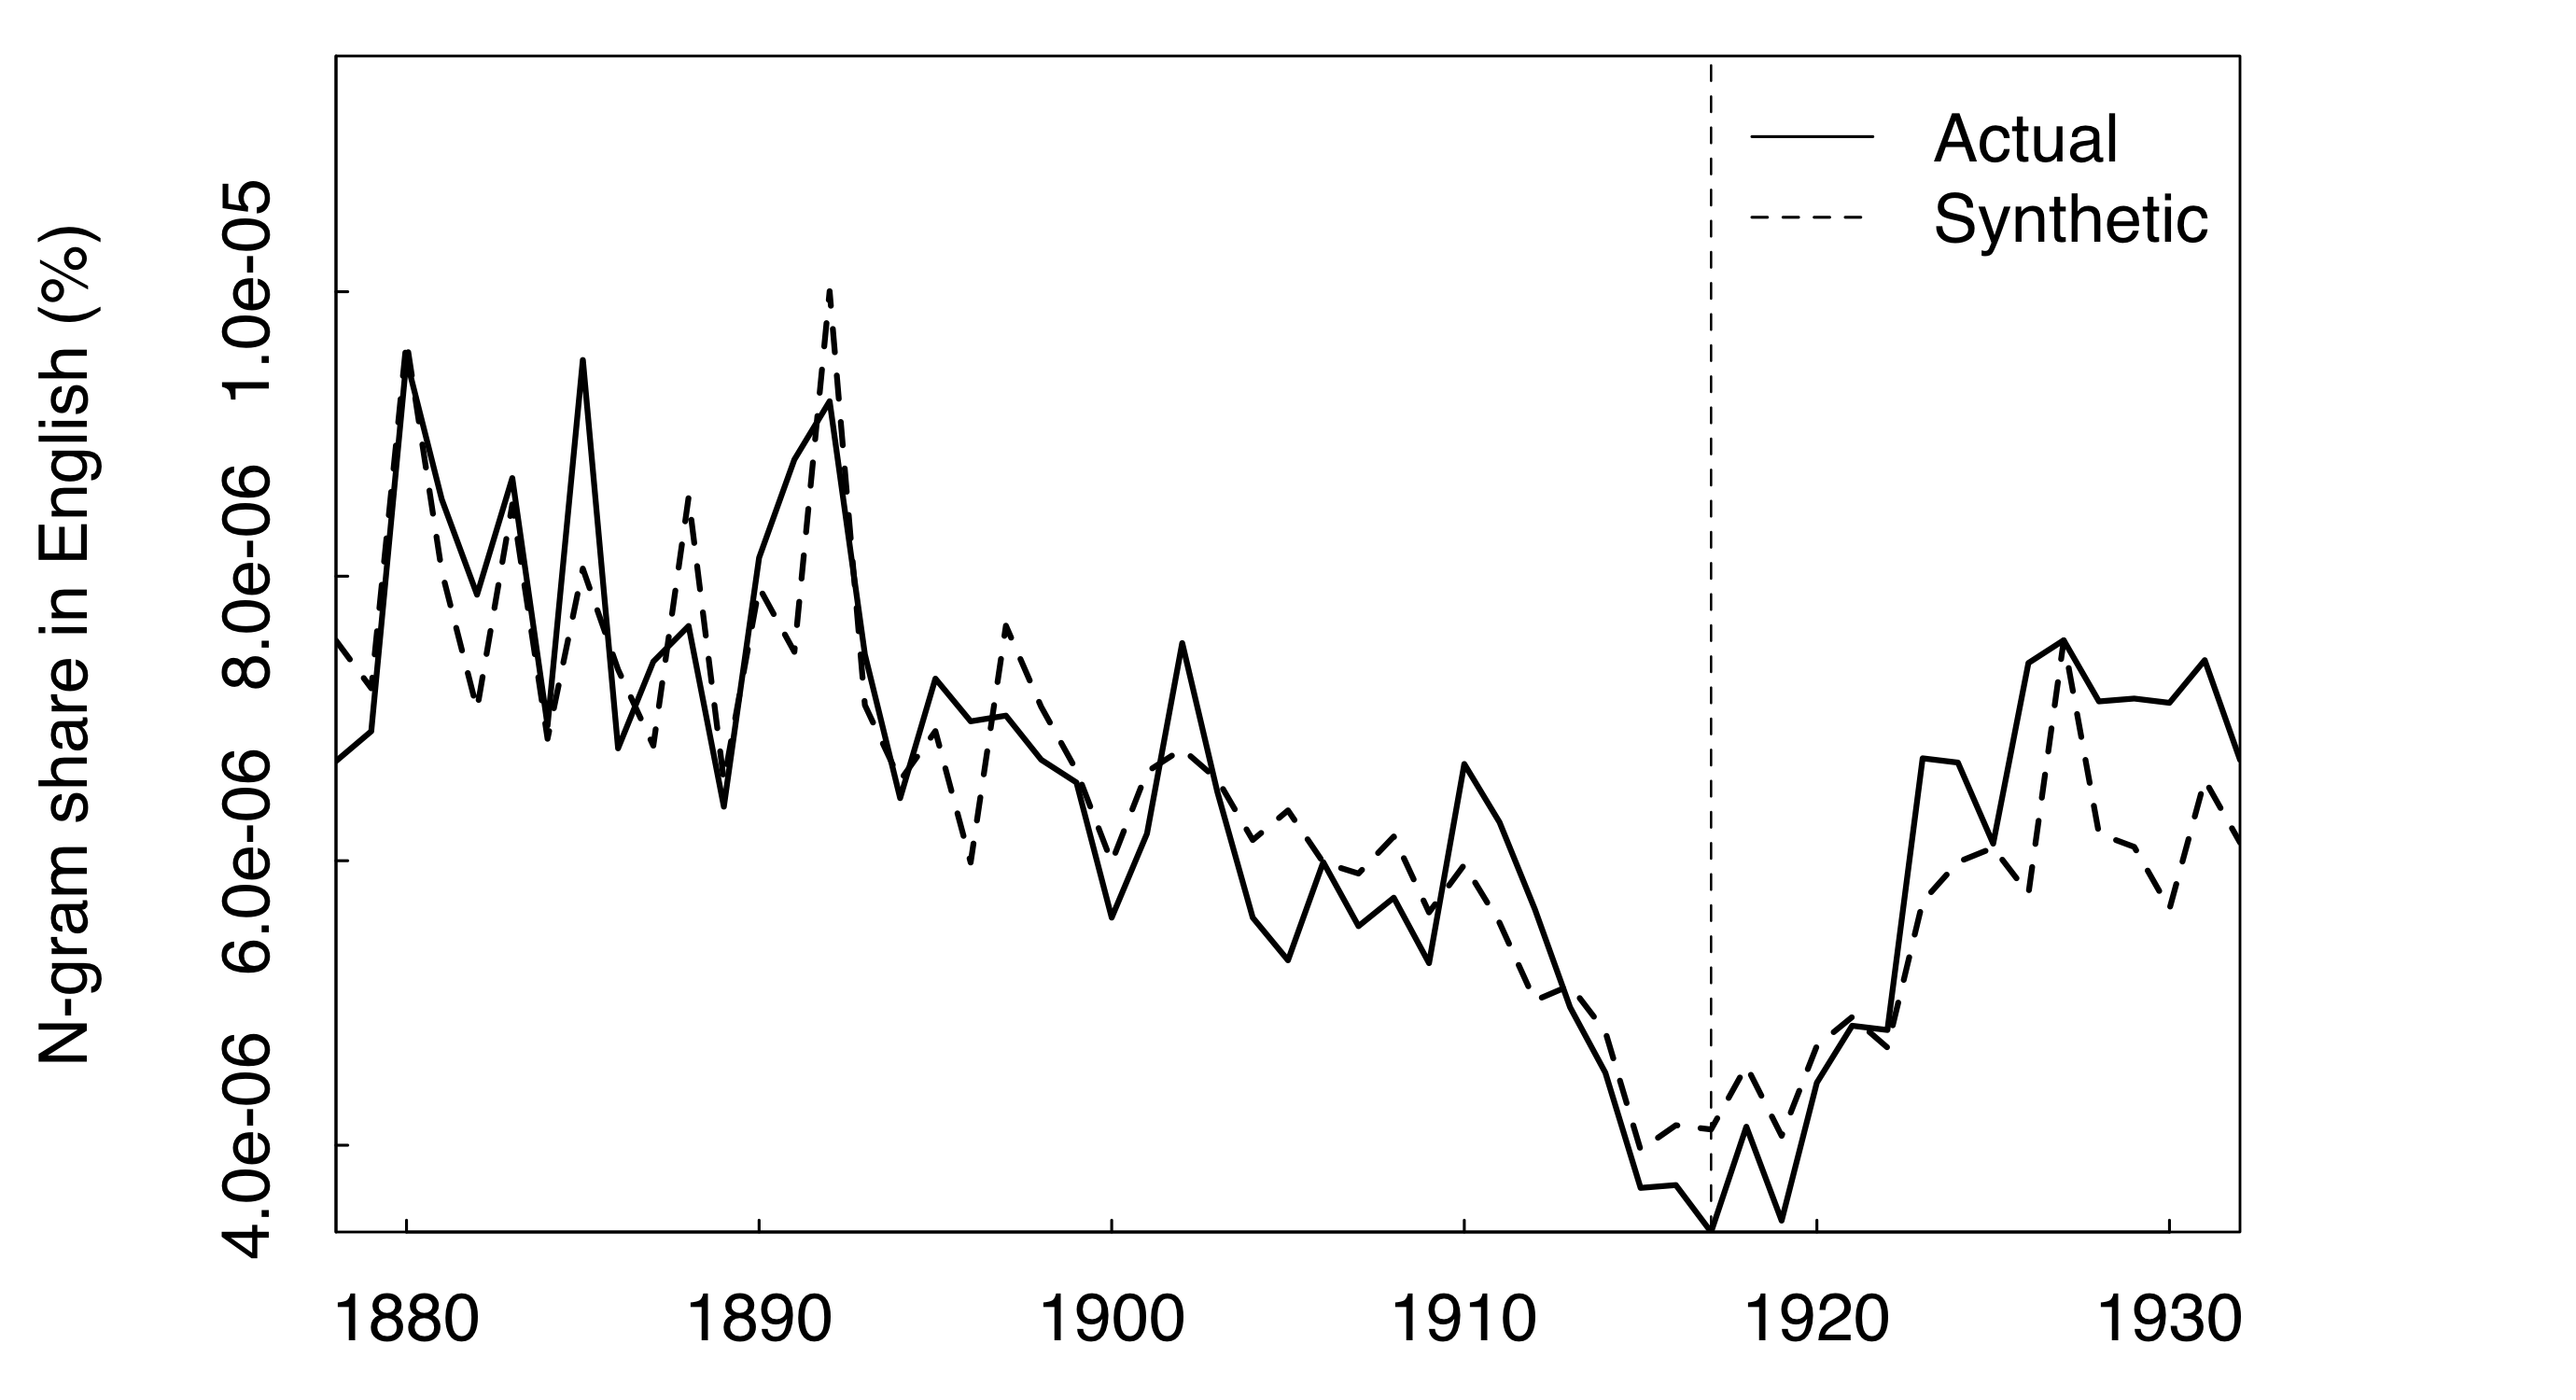 N-gram share in English (%)
1.0e-05
8.0e-06
6.0e-06
4.0e-06
Actual
Synthetic
1880 1890 1900 1910 1920 1930